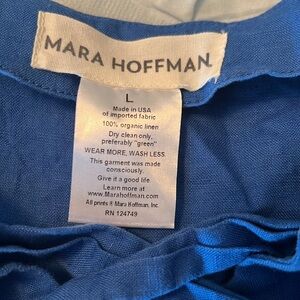 MARA HOFFMAN.
L
Made in USA
of imported fabric
100% organic linen
Dry clean only,
preferably "green"
WEAR MORE, WASH LESS.
This garment was made
consciously.
Give it a good life.
Learn more at
www.Marahoffman.com
All prints © Mara Hoffman, Inc
RN 124749